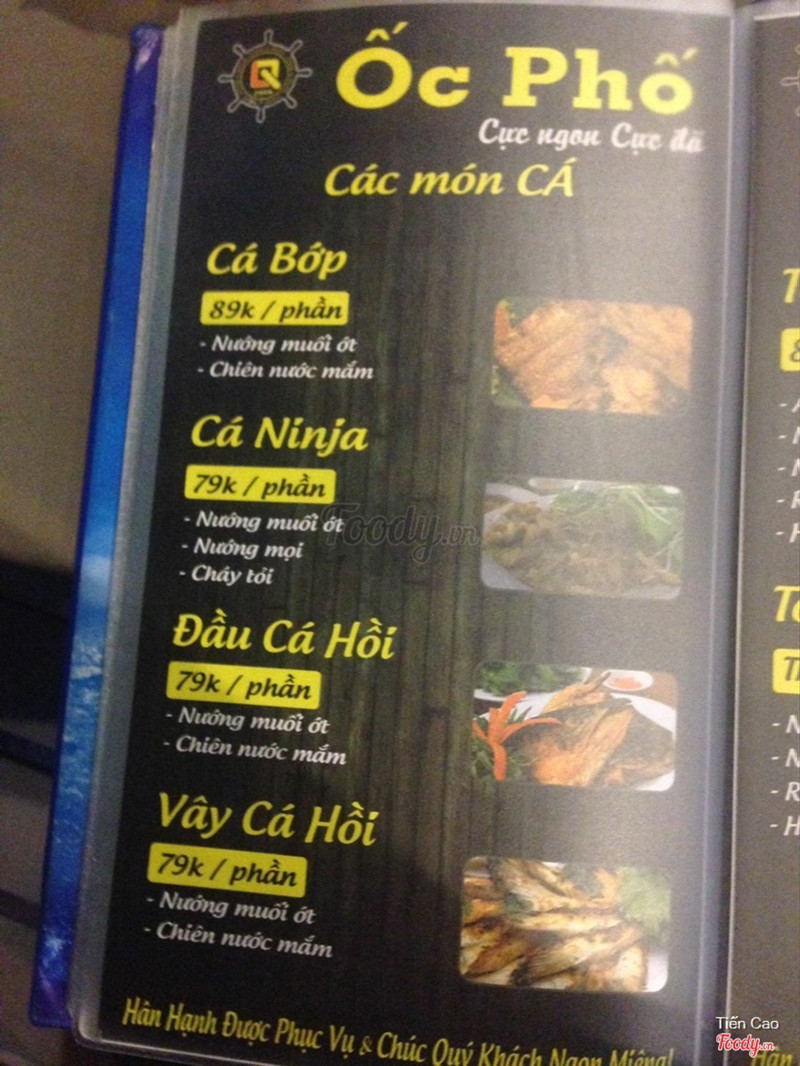 Ốc Phố
Cực ngon Cực đã
Các món CÁ
Cá Bớp
89k / phần
- Nướng muối ớt
- Chiên nước mắm
Cá Ninja
79k / phần
- Nướng muối ớt
- Nướng mọi
- Cháy tỏi
Đầu Cá Hồi
79k / phần
- Nướng muối ớt
- Chiên nước mắm
Vây Cá Hồi
79k / phần
- Nướng muối ớt
- Chiên nước mắm
Hân Hạnh Được Phục Vụ & Chúc Quý Khách Ngon Miệng!
Foody.vn
Tiến Cao
Foody.vn